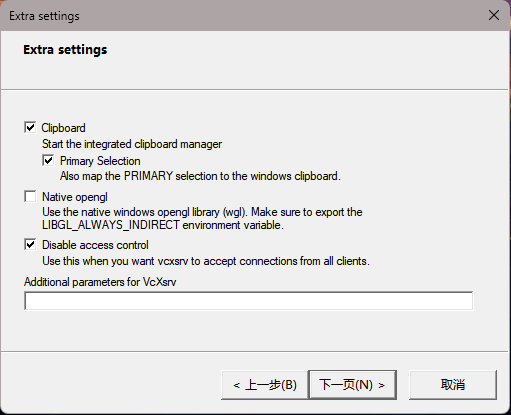 Extra settings
Extra settings
Clipboard
Start the integrated clipboard manager
Primary Selection
Also map the PRIMARY selection to the windows clipboard.
Native opengl
Use the native windows opengl library (wgl). Make sure to export the
LIBGL_ALWAYS_INDIRECT environment variable.
Disable access control
Use this when you want vcxsrv to accept connections from all clients.
Additional parameters for VcXsrv
< 上一步(B)
下一页(N) >
取消